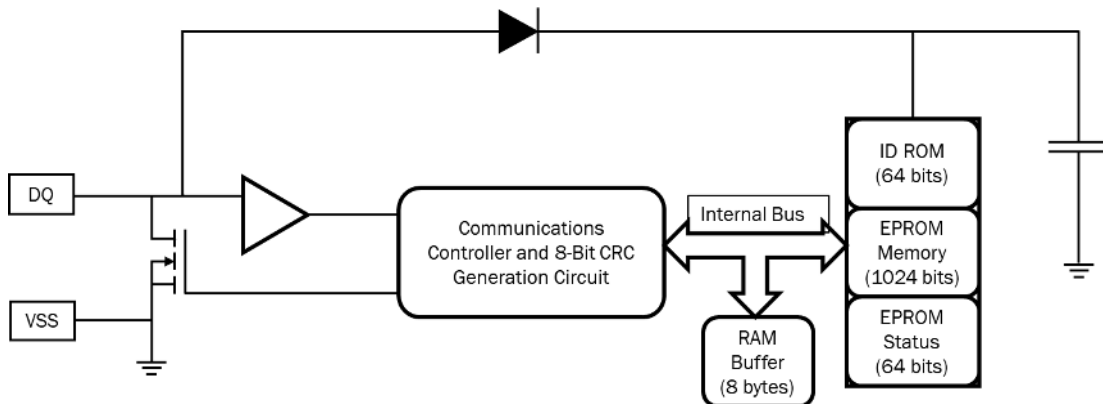 DQ
VSS
Communications
Controller and 8-Bit CRC
Generation Circuit
Internal Bus
RAM
Buffer
(8 bytes)
ID ROM
(64 bits)
EPROM
Memory
(1024 bits)
EPROM
Status
(64 bits)